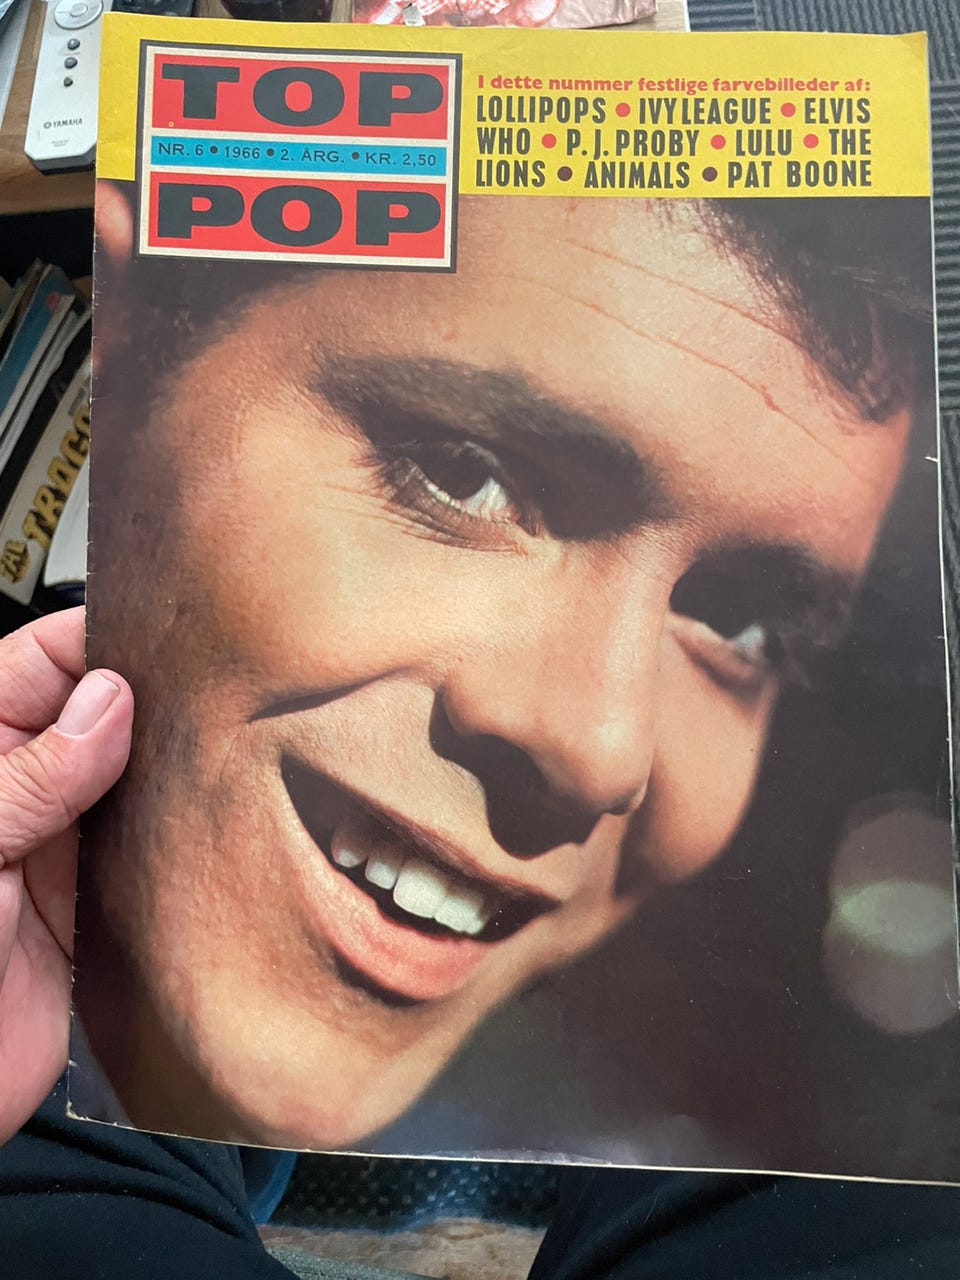 TOP
NR. 6 • 1966 • 2. ÅRG. • KR. 2,50
POP
I dette nummer festlige farvebilleder af:
LOLLIPOPS • IVY LEAGUE • ELVIS
WHO • P. J. PROBY • LULU • THE
LIONS • ANIMALS • PAT BOONE
YAMAHA